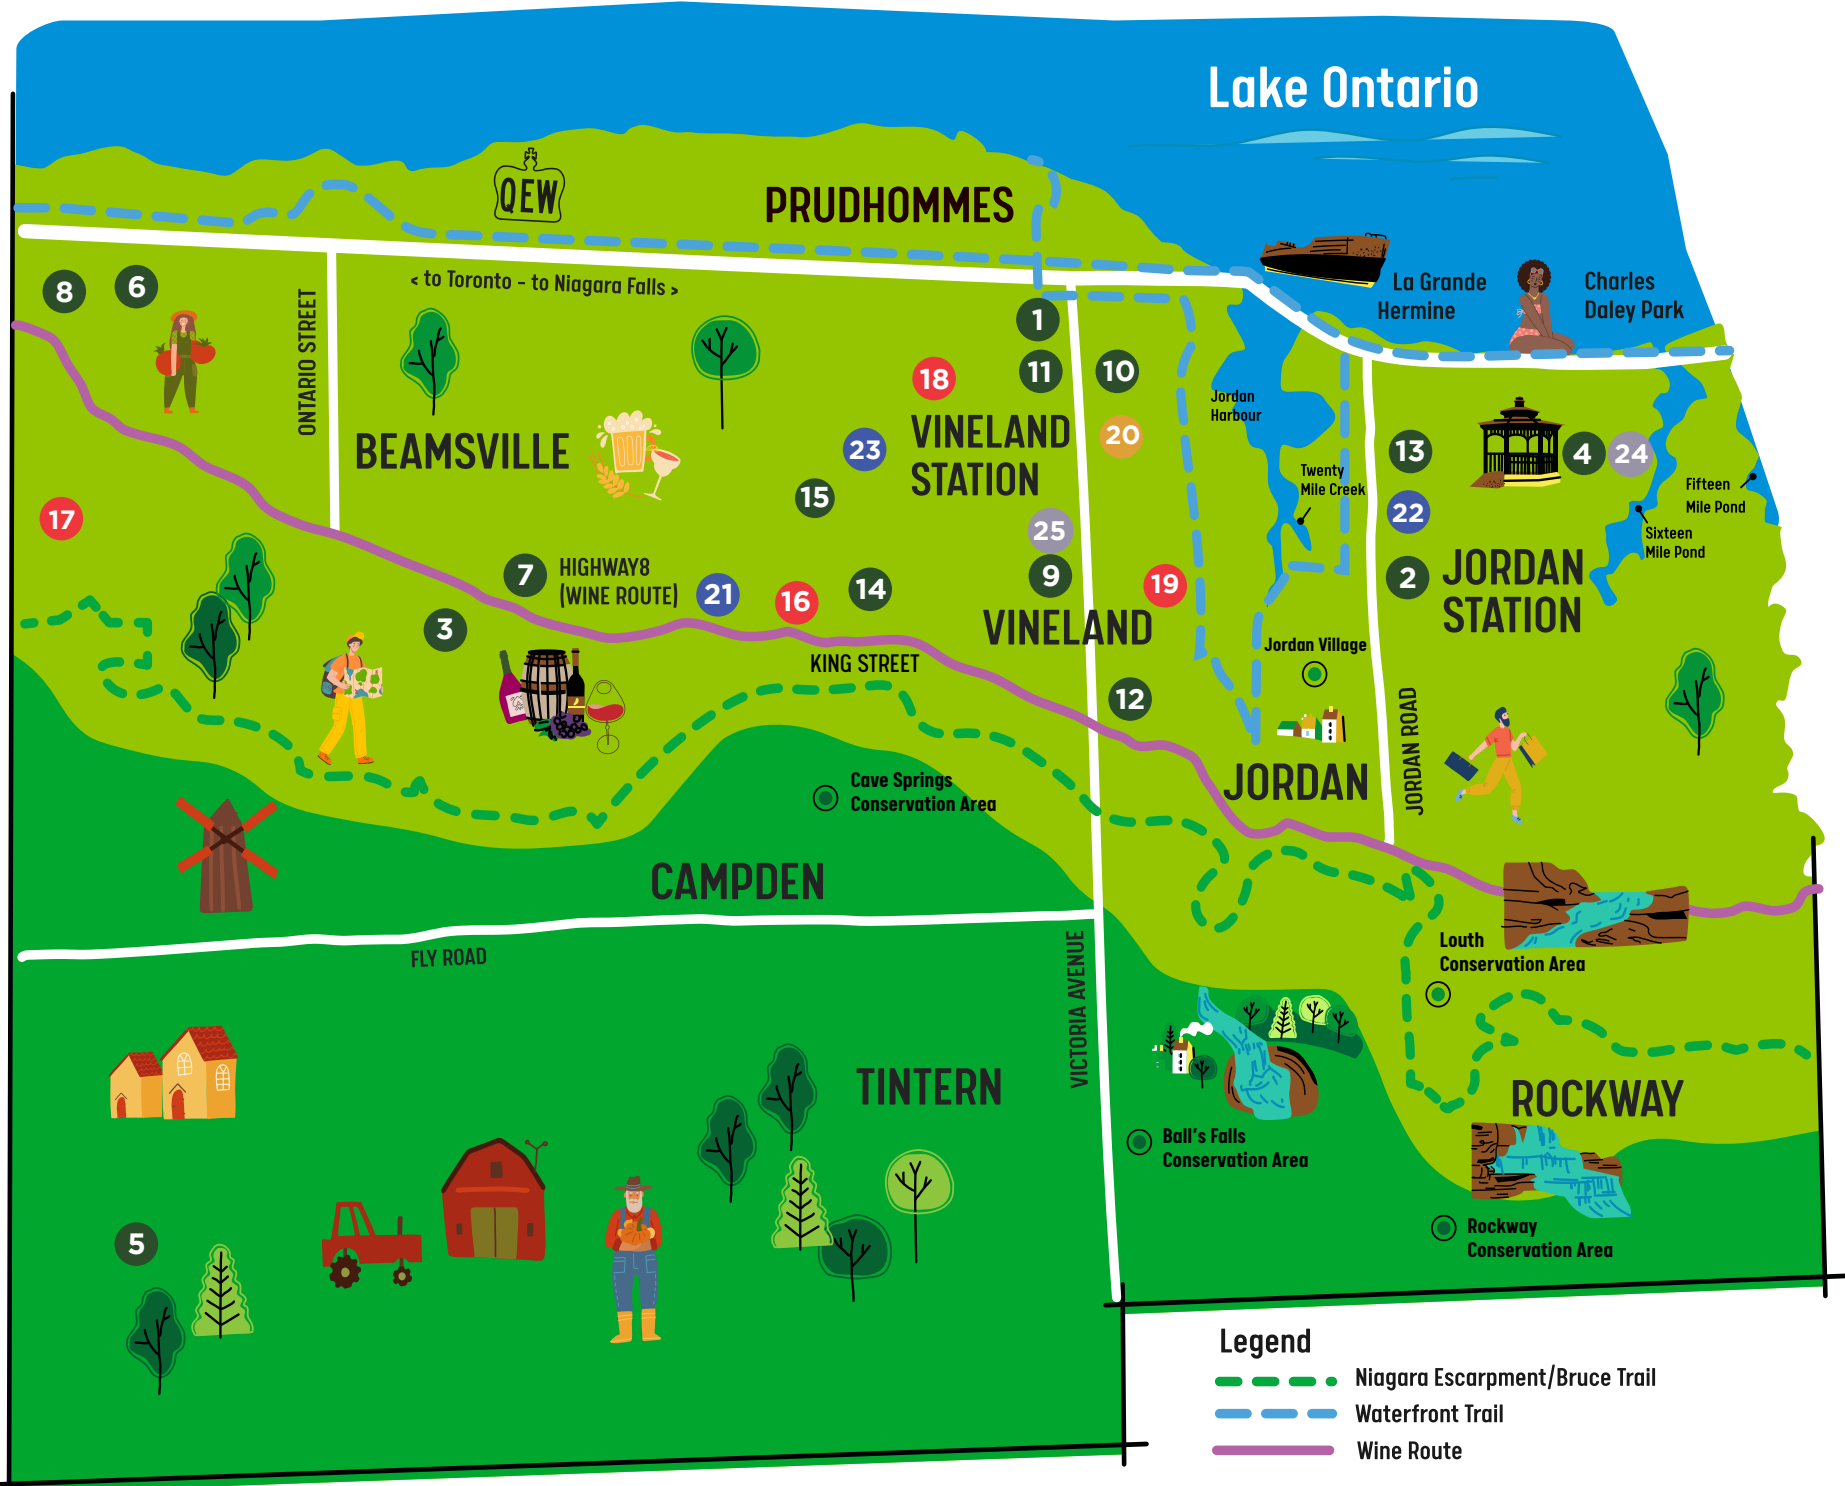 Lake Ontario
QEW
PRUDHOMMES
La Grande
Hermine
Charles
Daley Park
< to Toronto - to Niagara Falls >
8
6
ONTARIO STREET
1
18
11
10
Jordan
Harbour
BEAMSVILLE
23
VINELAND
STATION
20
13
4
24
Twenty
Mile Creek
Fifteen
Mile Pond
15
17
22
25
Sixteen
Mile Pond
7
HIGHWAY8
(WINE ROUTE)
21
16
14
9
19
2
JORDAN
STATION
3
VINELAND
KING STREET
Jordan Village
12
JORDAN
JORDAN ROAD
Cave Springs
Conservation Area
CAMPDEN
FLY ROAD
VICTORIA AVENUE
Louth
Conservation Area
TINTERN
ROCKWAY
Ball's Falls
Conservation Area
5
Rockway
Conservation Area
Legend
Niagara Escarpment/Bruce Trail
Waterfront Trail
Wine Route